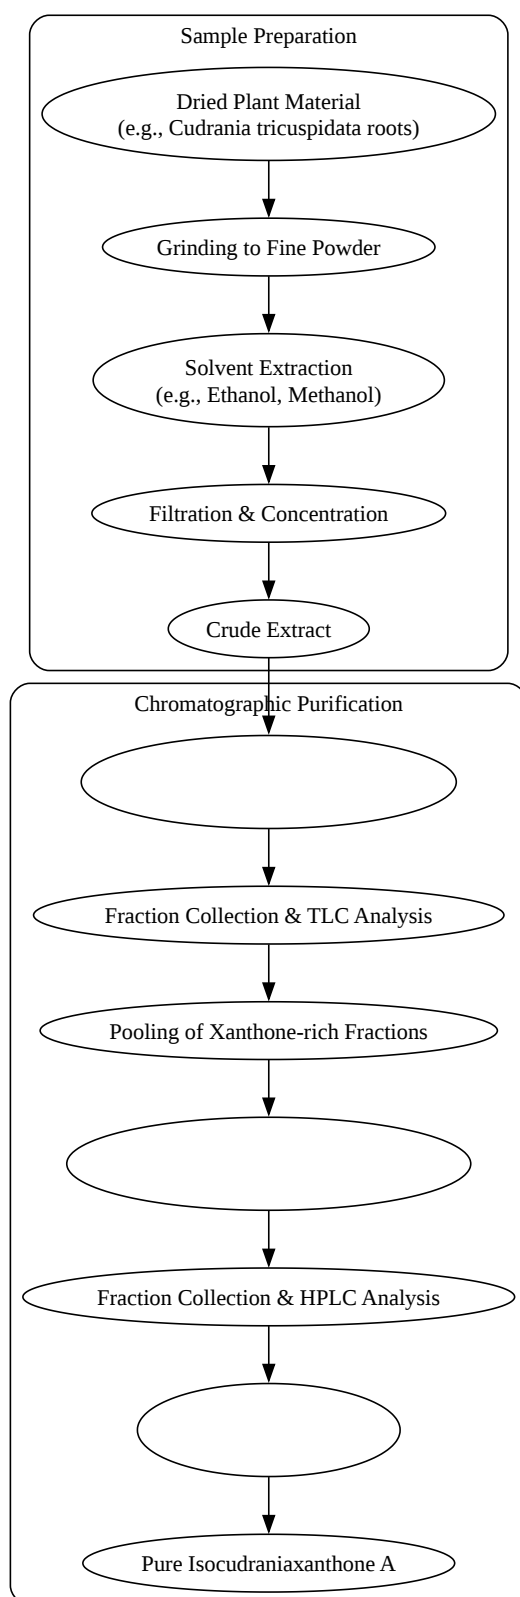 Sample Preparation
Dried Plant Material
(e.g., Cudrania tricuspidata roots)
Grinding to Fine Powder
Solvent Extraction
(e.g., Ethanol, Methanol)
Filtration & Concentration
Crude Extract
Chromatographic Purification
Fraction Collection & TLC Analysis
Pooling of Xanthone-rich Fractions
Fraction Collection & HPLC Analysis
Pure Isocudraniaxanthone A